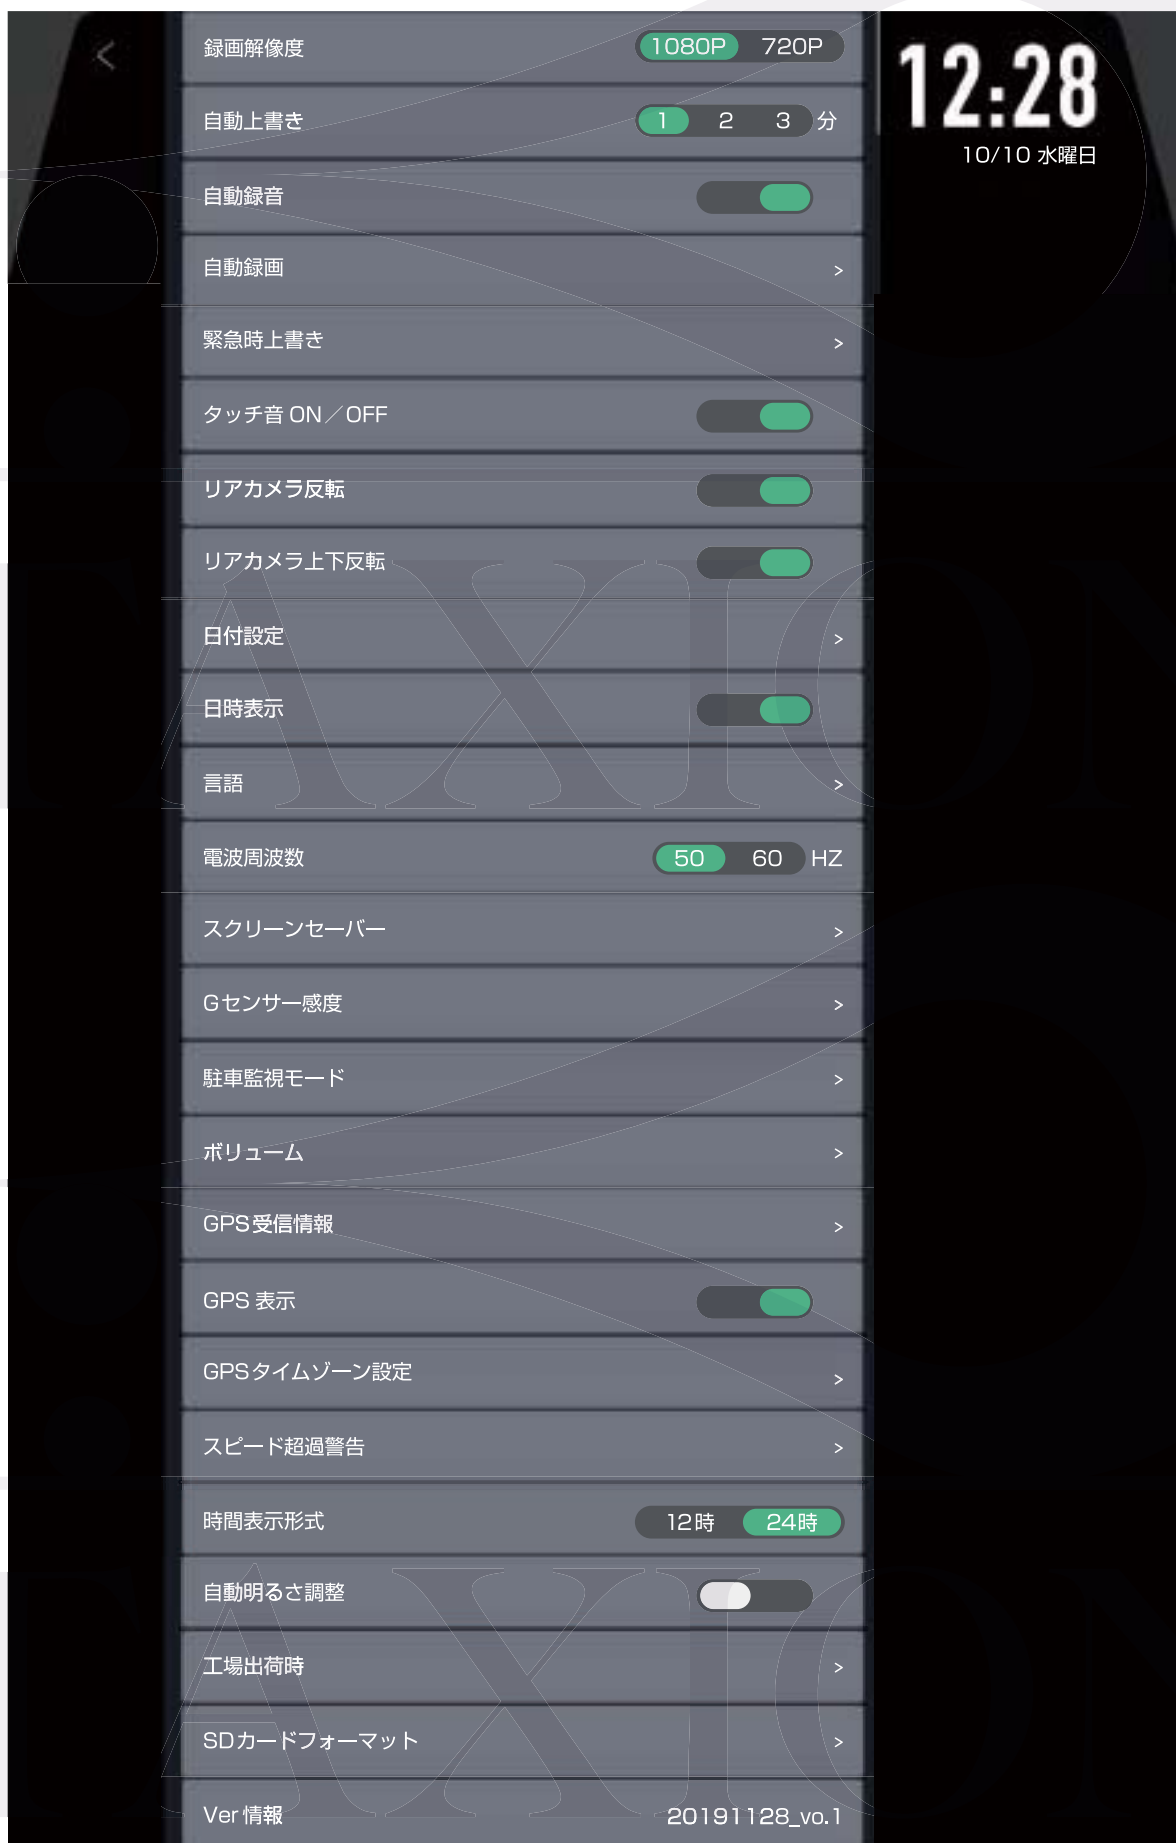 録画解像度 1080P 720P
12:28
10/10 水曜日
自動上書き 1 2 3 分
自動録音
自動録画 >
緊急時上書き >
タッチ音 ON／OFF
リアカメラ反転
リアカメラ上下反転
日付設定 >
日時表示
言語 >
電波周波数 50 60 HZ
スクリーンセーバー >
Gセンサー感度 >
駐車監視モード >
ボリューム >
GPS受信情報 >
GPS 表示
GPSタイムゾーン設定 >
スピード超過警告 >
時間表示形式 12時 24時
自動明るさ調整
工場出荷時 >
SDカードフォーマット >
Ver情報 20191128_vo.1
AXION
AXION